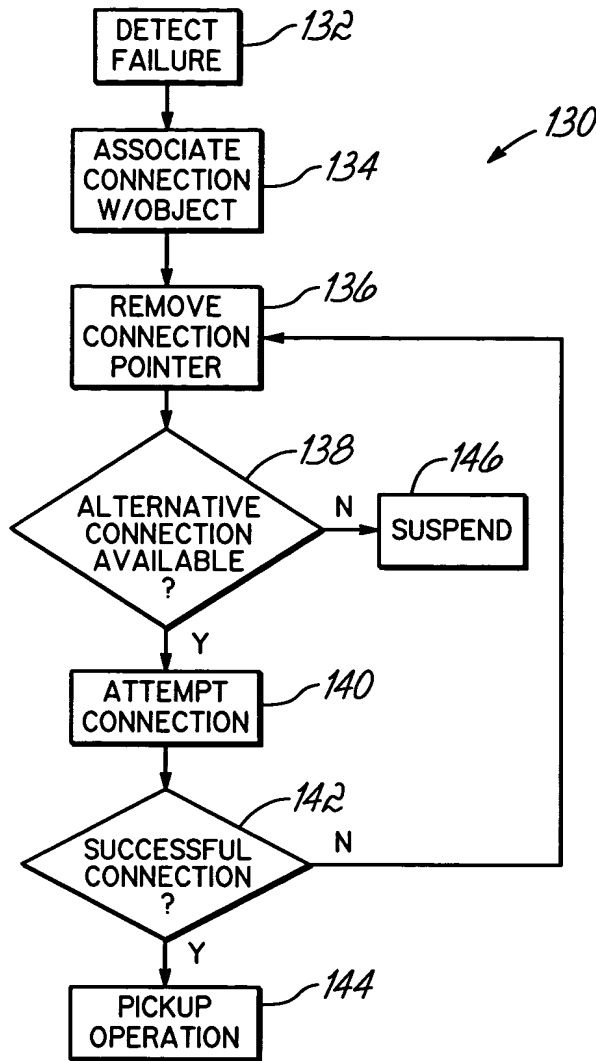 DETECT
FAILURE
132
130
ASSOCIATE
CONNECTION
W/OBJECT
134
REMOVE
CONNECTION
POINTER
136
138
ALTERNATIVE
CONNECTION
AVAILABLE
?
N
146
SUSPEND
Y
ATTEMPT
CONNECTION
140
142
SUCCESSFUL
CONNECTION
?
N
Y
PICKUP
OPERATION
144